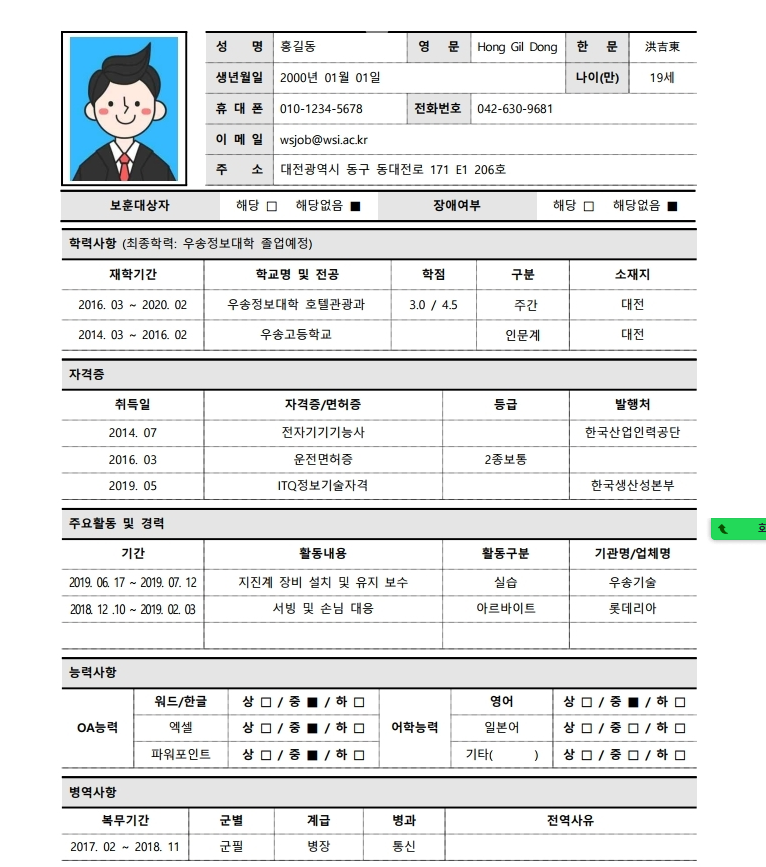 성 명 홍길동 영 문 Hong Gil Dong 한 문 洪吉東
생년월일 2000년 01월 01일 나이(만) 19세
휴 대 폰 010-1234-5678 전화번호 042-630-9681
이 메 일 wsjob@wsi.ac.kr
주 소 대전광역시 동구 동대전로 171 E1 206호
보훈대상자 해당 □ 해당없음 ■ 장애여부 해당 □ 해당없음 ■
학력사항 (최종학력: 우송정보대학 졸업예정)
재학기간 학교명 및 전공 학점 구분 소재지
2016. 03 ~ 2020. 02 우송정보대학 호텔관광과 3.0 / 4.5 주간 대전
2014. 03 ~ 2016. 02 우송고등학교 인문계 대전
자격증
취득일 자격증/면허증 등급 발행처
2014. 07 전자기기기능사 한국산업인력공단
2016. 03 운전면허증 2종보통
2019. 05 ITQ정보기술자격 한국생산성본부
주요활동 및 경력
기간 활동내용 활동구분 기관명/업체명
2019. 06. 17 ~ 2019. 07. 12 지진계 장비 설치 및 유지 보수 실습 우송기술
2018. 12 .10 ~ 2019. 02. 03 서빙 및 손님 대응 아르바이트 롯데리아
능력사항
OA능력 워드/한글 상 □ / 중 ■ / 하 □ 어학능력 영어 상 □ / 중 ■ / 하 □
엑셀 상 □ / 중 ■ / 하 □ 일본어 상 □ / 중 □ / 하 □
파워포인트 상 □ / 중 ■ / 하 □ 기타( ) 상 □ / 중 □ / 하 □
병역사항
복무기간 군별 계급 병과 전역사유
2017. 02 ~ 2018. 11 군필 병장 통신